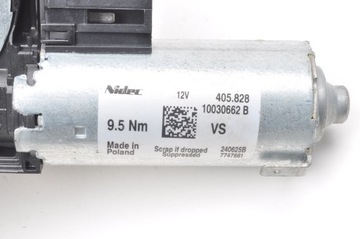 Nidec
12V
405.828
10030662 B
9.5 Nm
VS
Made in
Poland
Scrap if dropped
Suppressed
240625B
7747661